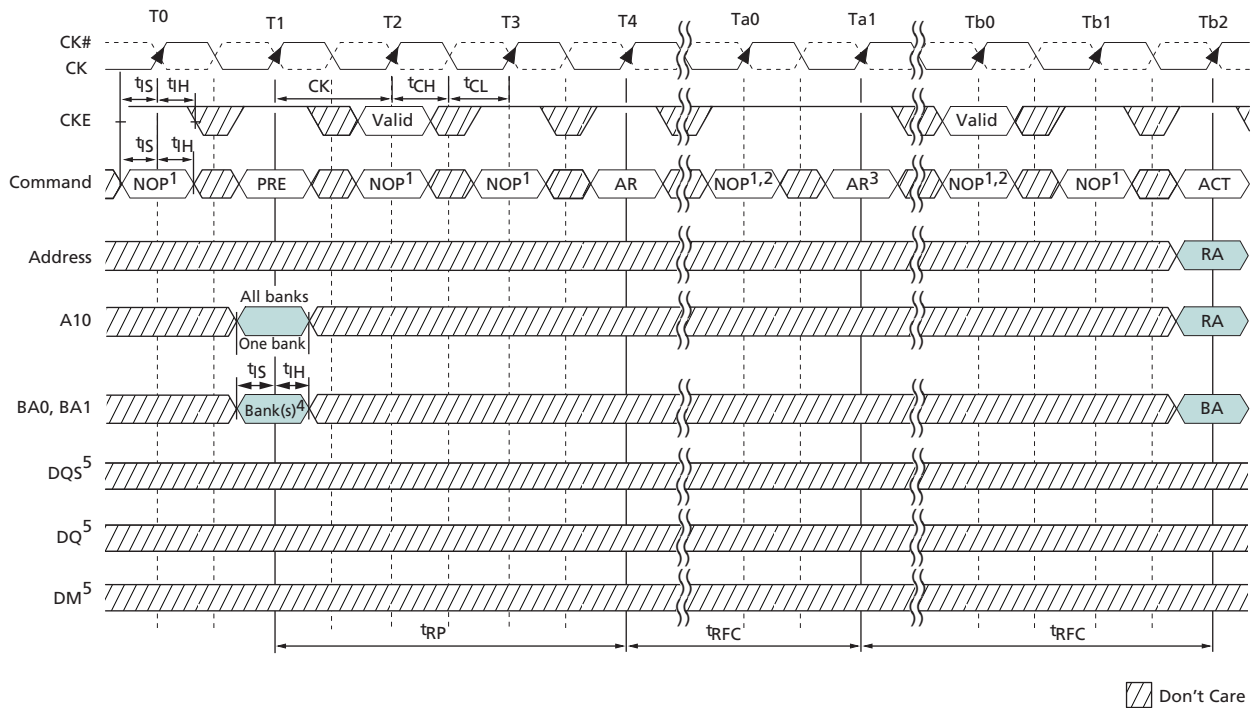 T0 T1 T2 T3 T4 Ta0 Ta1 Tb0 Tb1 Tb2
CK#
CK
tIS tIH CK tCH tCL
CKE Valid Valid
tIS tIH
Command NOP1 PRE NOP1 NOP1 AR NOP1,2 AR3 NOP1,2 NOP1 ACT
Address RA
All banks
A10 RA
One bank
tIS tIH
BA0, BA1 Bank(s)4 BA
DQS5
DQ5
DM5
tRP tRFC tRFC
Don't Care